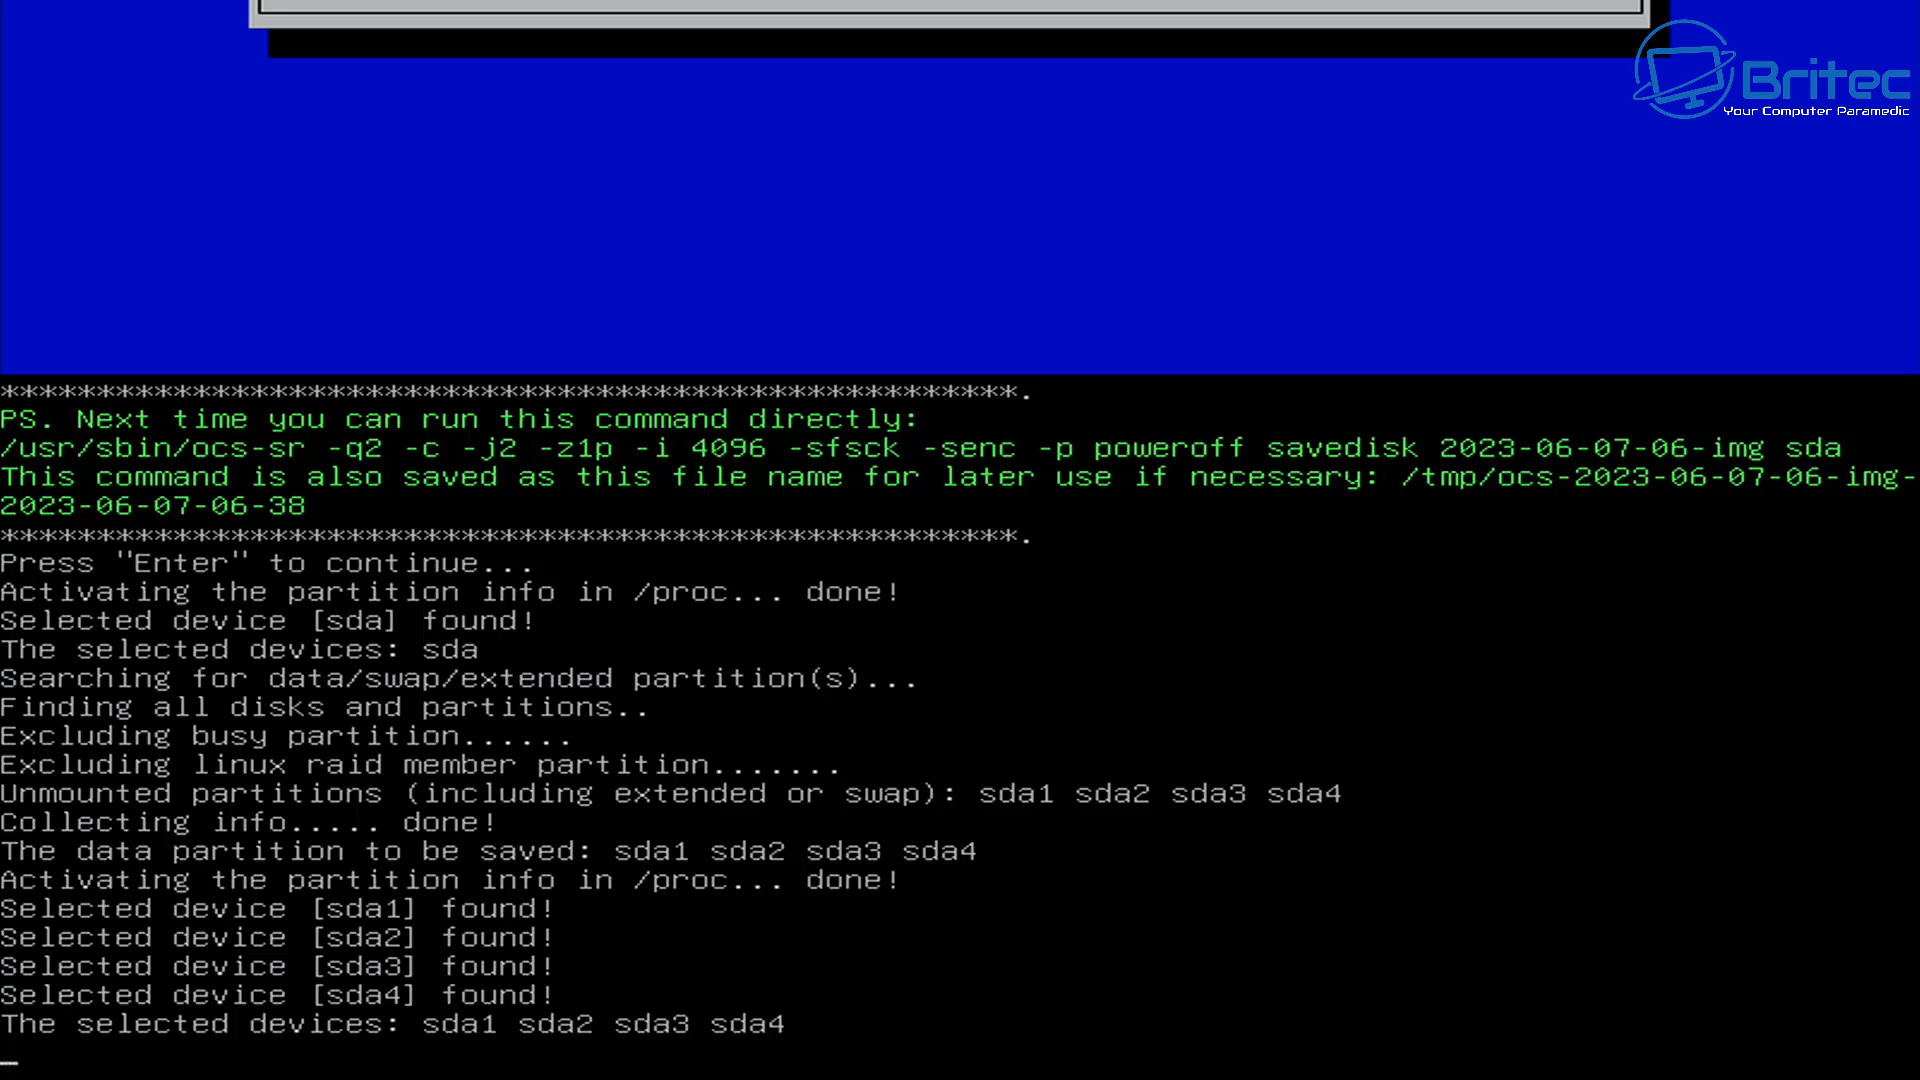 Britec
Your Computer Paramedic
*****************************************************.
PS. Next time you can run this command directly:
/usr/sbin/ocs-sr -q2 -c -j2 -z1p -i 4096 -sfsck -senc -p poweroff savedisk 2023-06-07-06-img sda
This command is also saved as this file name for later use if necessary: /tmp/ocs-2023-06-07-06-img-
2023-06-07-06-38
*****************************************************.
Press "Enter" to continue...
Activating the partition info in /proc... done!
Selected device [sda] found!
The selected devices: sda
Searching for data/swap/extended partition(s)...
Finding all disks and partitions..
Excluding busy partition......
Excluding linux raid member partition.......
Unmounted partitions (including extended or swap): sda1 sda2 sda3 sda4
Collecting info..... done!
The data partition to be saved: sda1 sda2 sda3 sda4
Activating the partition info in /proc... done!
Selected device [sda1] found!
Selected device [sda2] found!
Selected device [sda3] found!
Selected device [sda4] found!
The selected devices: sda1 sda2 sda3 sda4
_